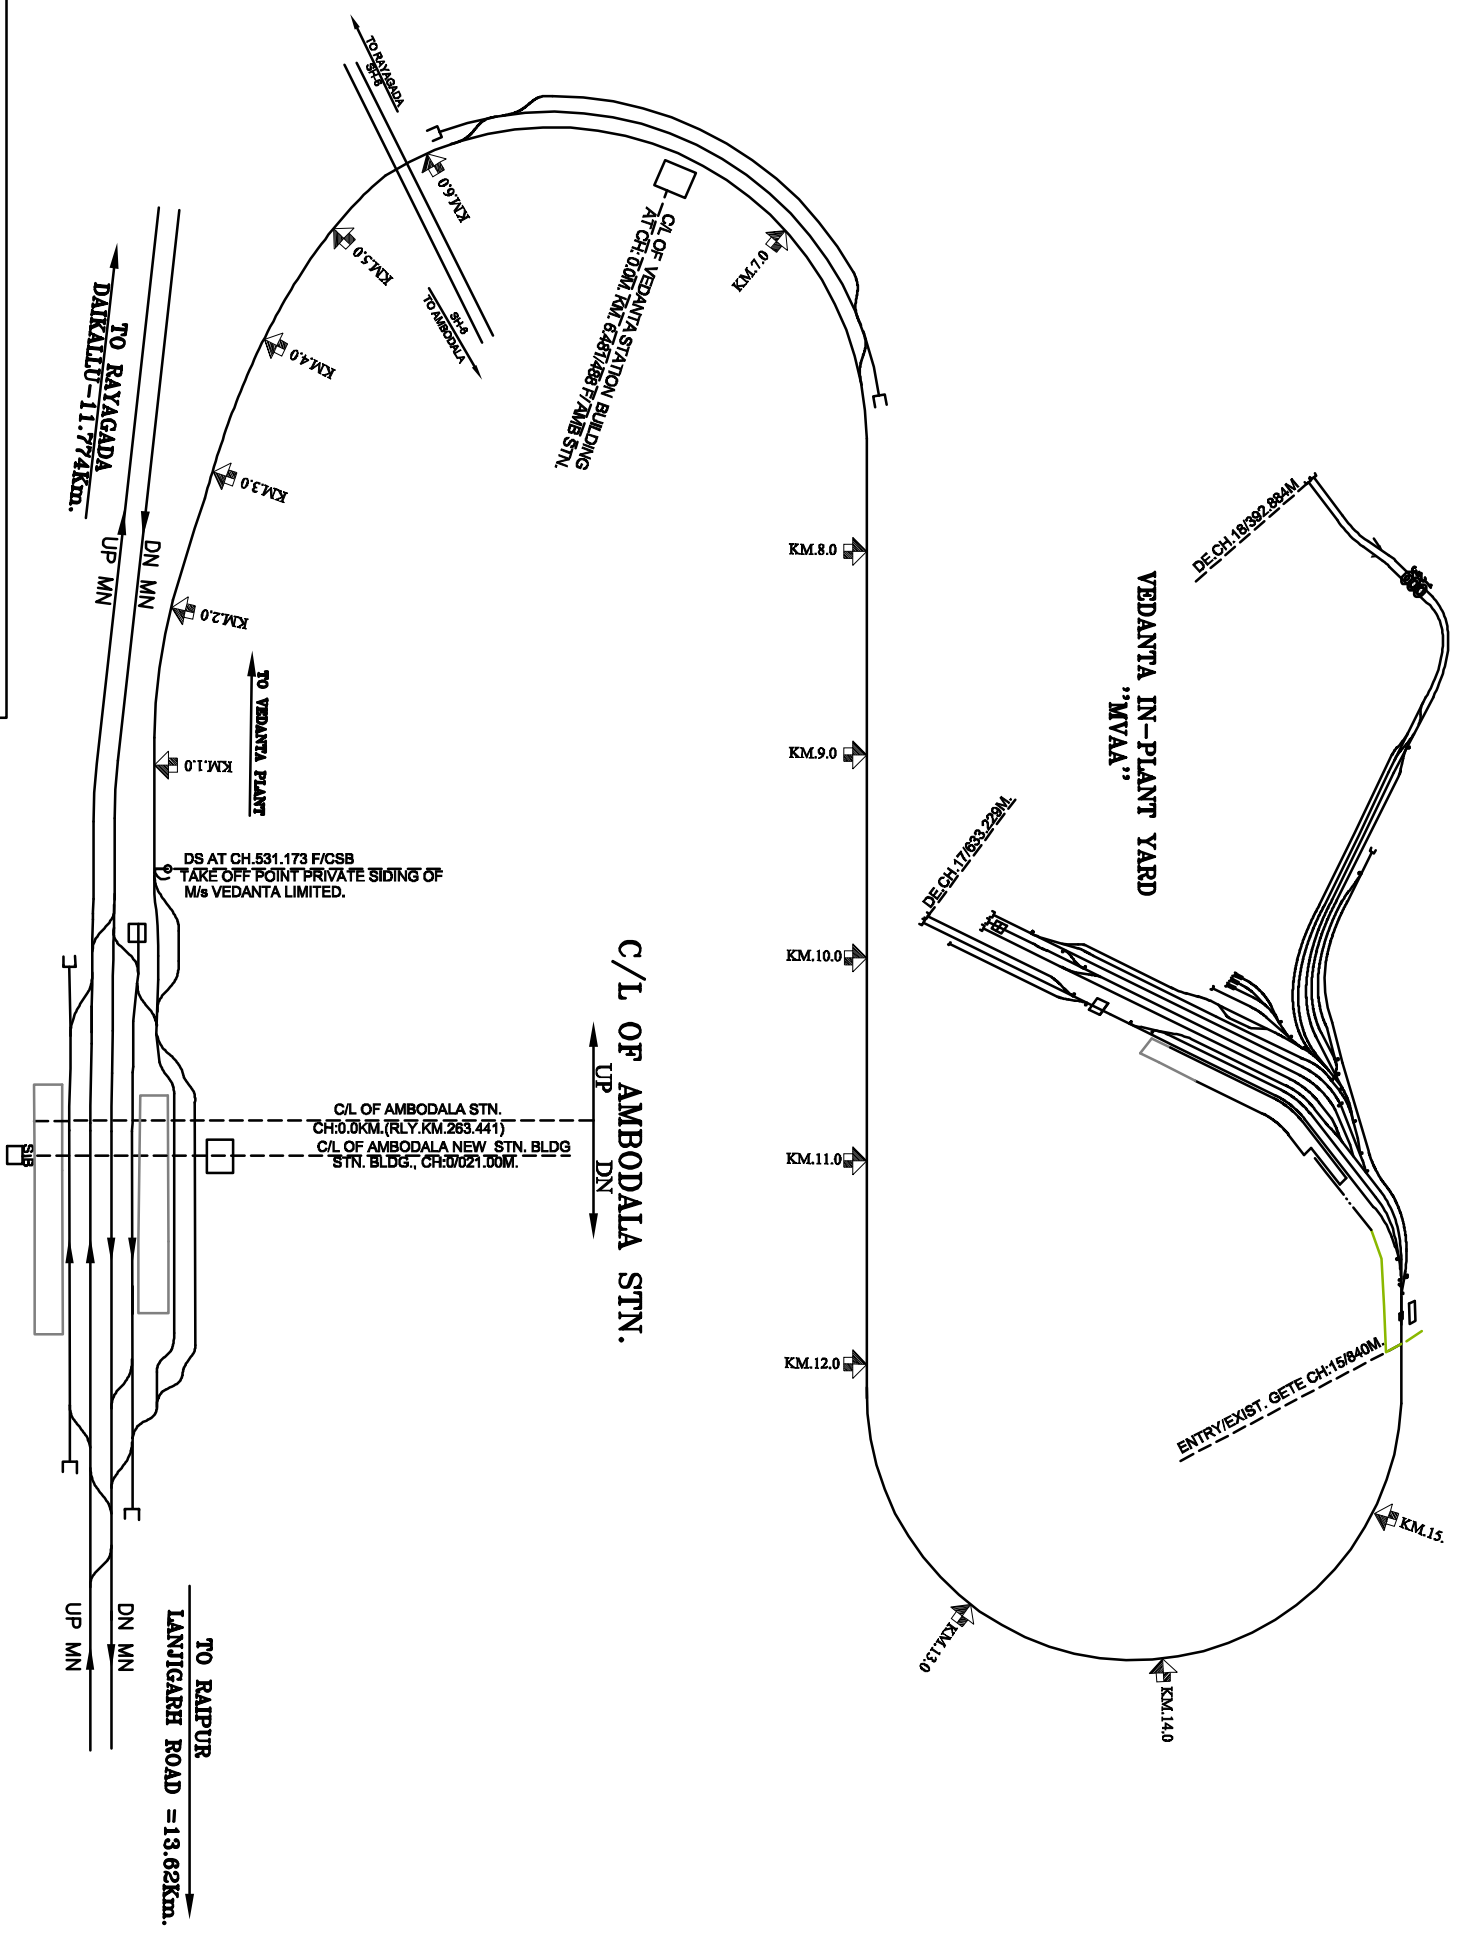 TO RAYAGADA
SH-6
KM.6.0
KM.5.0
KM.4.0
KM.3.0
KM.2.0
KM.1.0
SH-6
TO AMBODALA
C/L OF VEDANTA STATION BUILDING
AT CH: 0.0M. KM. 6.481/488 F/AMB STN.
KM.7.0
KM.8.0
KM.9.0
KM.10.0
KM.11.0
KM.12.0
KM.13.0
KM.14.0
KM.15.
DE.CH.18/392.884M
VEDANTA IN-PLANT YARD
"MVAA"
DE.CH.17/633.229M.
ENTRY/EXIST. GETE CH:15/840M.
TO RAYAGADA
DAIKALLU-11.774Km.
UP MN
DN MN
TO VEDANTA PLANT
DS AT CH.531.173 F/CSB
TAKE OFF POINT PRIVATE SIDING OF
M/s VEDANTA LIMITED.
C/L OF AMBODALA STN.
UP
DN
C/L OF AMBODALA STN.
CH:0.0KM.(RLY.KM.263.441)
C/L OF AMBODALA NEW STN. BLDG
STN. BLDG., CH:0/021.00M.
DN MN
UP MN
TO RAIPUR
LANJIGARH ROAD =13.62Km.